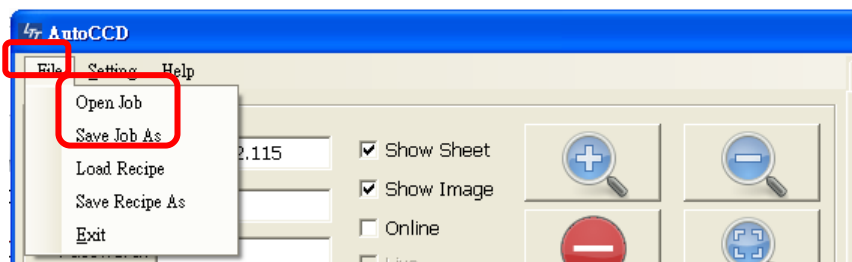 LTT AutoCCD
File Setting Help
Open Job
Save Job As
Load Recipe
Save Recipe As
Exit
2.115
Show Sheet
Show Image
Online